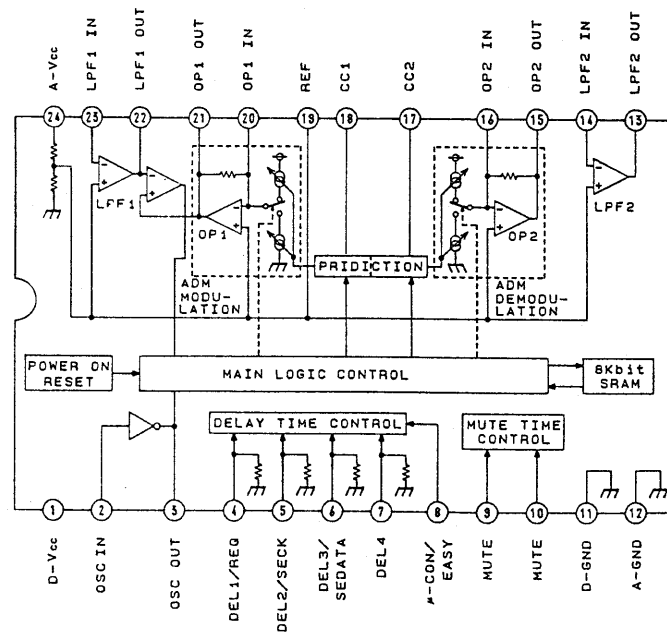 A-Vcc
LPF1 IN
LPF1 OUT
OP1 OUT
OP1 IN
REF
CC1
CC2
OP2 IN
OP2 OUT
LPF2 IN
LPF2 OUT
24
23
22
21
20
19
18
17
16
15
14
13
LPF1
OP1
OP2
LPF2
PRIDICTION
ADM
MODU-
LATION
ADM
DEMODU-
LATION
POWER ON
RESET
MAIN LOGIC CONTROL
8Kbit
SRAM
DELAY TIME CONTROL
MUTE TIME
CONTROL
1
2
3
4
5
6
7
8
9
10
11
12
D-Vcc
OSC IN
OSC OUT
DEL1/REQ
DEL2/SECK
DEL3/
SEDATA
DEL4
μ-CON/
EASY
MUTE
MUTE
D-GND
A-GND